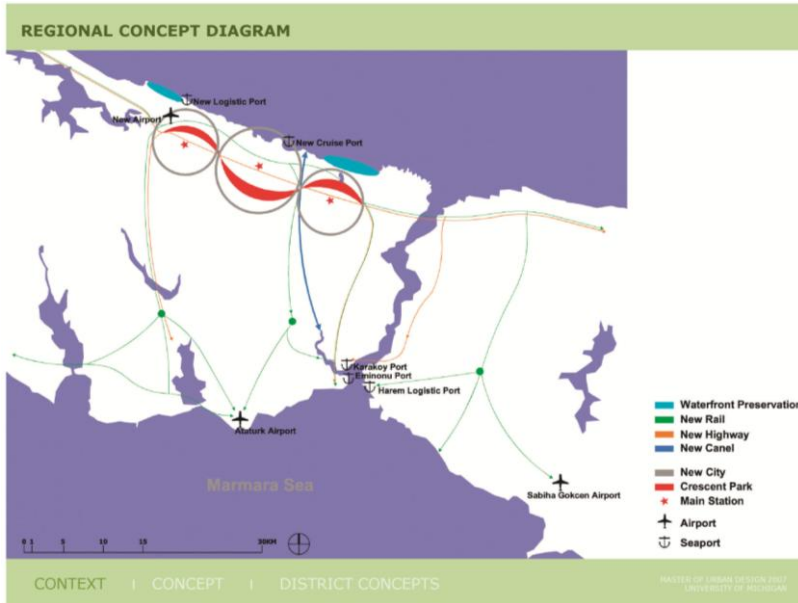 REGIONAL CONCEPT DIAGRAM
New Logistic Port
New Airport
New Cruise Port
Karakoy Port
Eminonu Port
Harem Logistic Port
Ataturk Airport
Marmara Sea
Sabiha Gokcen Airport
Waterfront Preservation
New Rail
New Highway
New Canel
New City
Crescent Park
Main Station
Airport
Seaport
0 1 5 10 15 30KM
CONTEXT I CONCEPT I DISTRICT CONCEPTS
MASTER OF URBAN DESIGN 2007
UNIVERSITY OF MICHIGAN